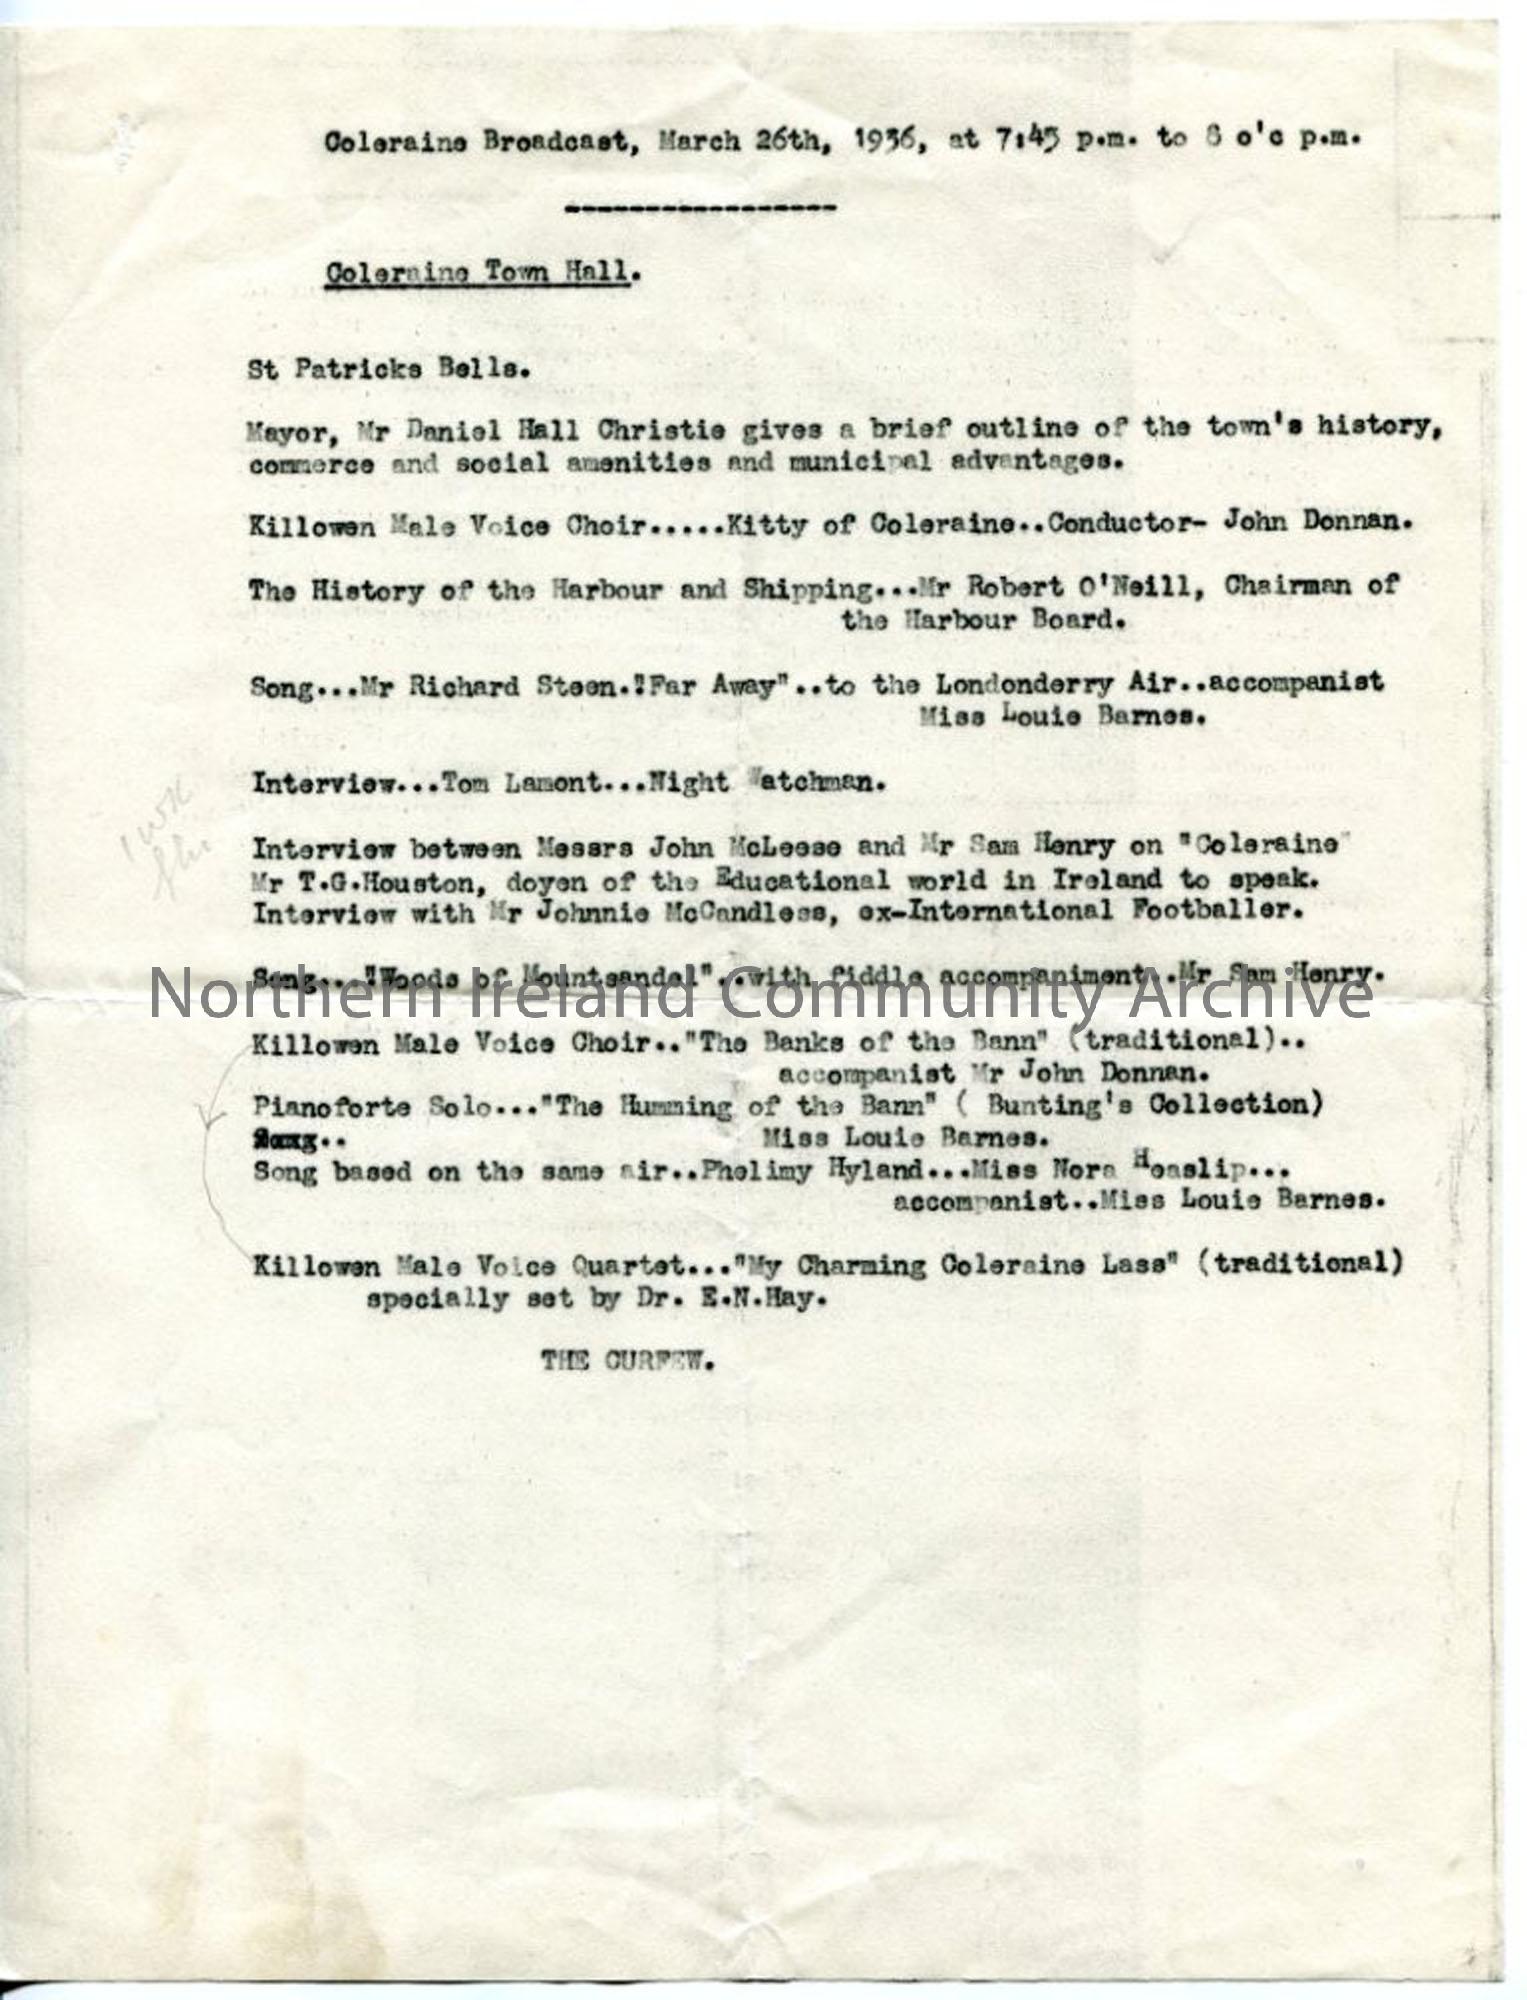 Coleraine Broadcast, March 26th, 1936, at 7:45 p.m. to 8 o'c p.m.
Coleraine Town Hall.
St Patricks Bells.
Mayor, Mr Daniel Hall Christie gives a brief outline of the town's history,
commerce and social amenities and municipal advantages.
Killowen Male Voice Choir.....Kitty of Coleraine..Conductor- John Donnan.
The History of the Harbour and Shipping...Mr Robert O'Neill, Chairman of
the Harbour Board.
Song...Mr Richard Steen."Far Away"..to the Londonderry Air..accompanist
Miss Louie Barnes.
Interview...Tom Lamont...Night Watchman.
Interview between Messrs John McLeese and Mr Sam Henry on "Coleraine"
Mr T.G.Houston, doyen of the Educational world in Ireland to speak.
Interview with Mr Johnnie McCandless, ex-International Footballer.
Song..."Woods of Mountsandel"..with fiddle accompaniment..Mr Sam Henry.
Northern Ireland Community Archive
Killowen Male Voice Choir.."The Banks of the Bann" (traditional)..
accompanist Mr John Donnan.
Pianoforte Solo..."The Humming of the Bann" ( Bunting's Collection)
Song.. Miss Louie Barnes.
Song based on the same air..Phelimy Hyland...Miss Nora Heaslip...
accompanist..Miss Louie Barnes.
Killowen Male Voice Quartet..."My Charming Coleraine Lass" (traditional)
specially set by Dr. E.N.Hay.
THE CURFEW.